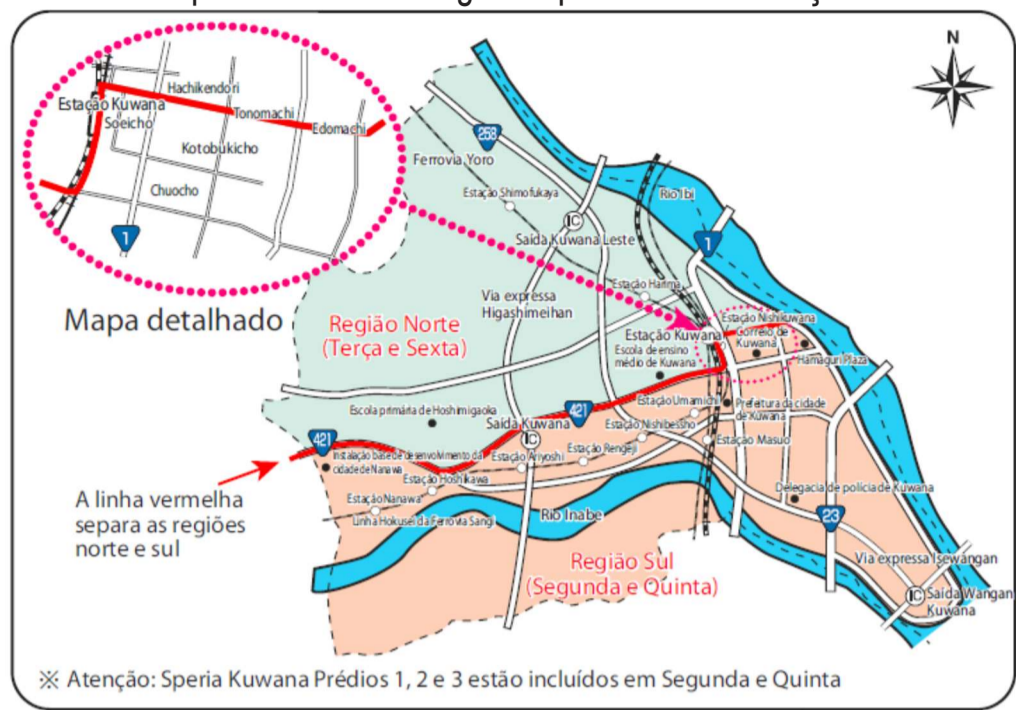 N
Hachikendori
Estação Kuwana
Soeicho
Tonomachi
Edomachi
Kotobukicho
Chuocho
1
Mapa detalhado
258
Ferrovia Yoro
Estação Shimofukaya
IC
Saída Kuwana Leste
Rio Ibi
1
Via expressa
Higashimeihan
Estação Harima
Região Norte
(Terça e Sexta)
Estação Nishikuwana
Estação Kuwana
Correio de
Kuwana
Escola de ensino
médio de Kuwana
Hamaguri Plaza
Escola primária de Hoshimigaoka
Estação Umamichi
Prefeitura da cidade
de Kuwana
421
Saída Kuwana
Estação Nishibessho
421
IC
Estação Masuo
Instalação base de desenvolvimento da
cidade de Nanawa
Estação Ariyoshi
Estação Rengeji
Estação Hoshikawa
Estação Nanawa
Linha Hokusei da Ferrovia Sangi
A linha vermelha
separa as regiões
norte e sul
Delegacia de polícia de Kuwana
Rio Inabe
23
Região Sul
(Segunda e Quinta)
Via expressa Isewangan
IC
Saída Wangan
Kuwana
※ Atenção: Speria Kuwana Prédios 1, 2 e 3 estão incluídos em Segunda e Quinta